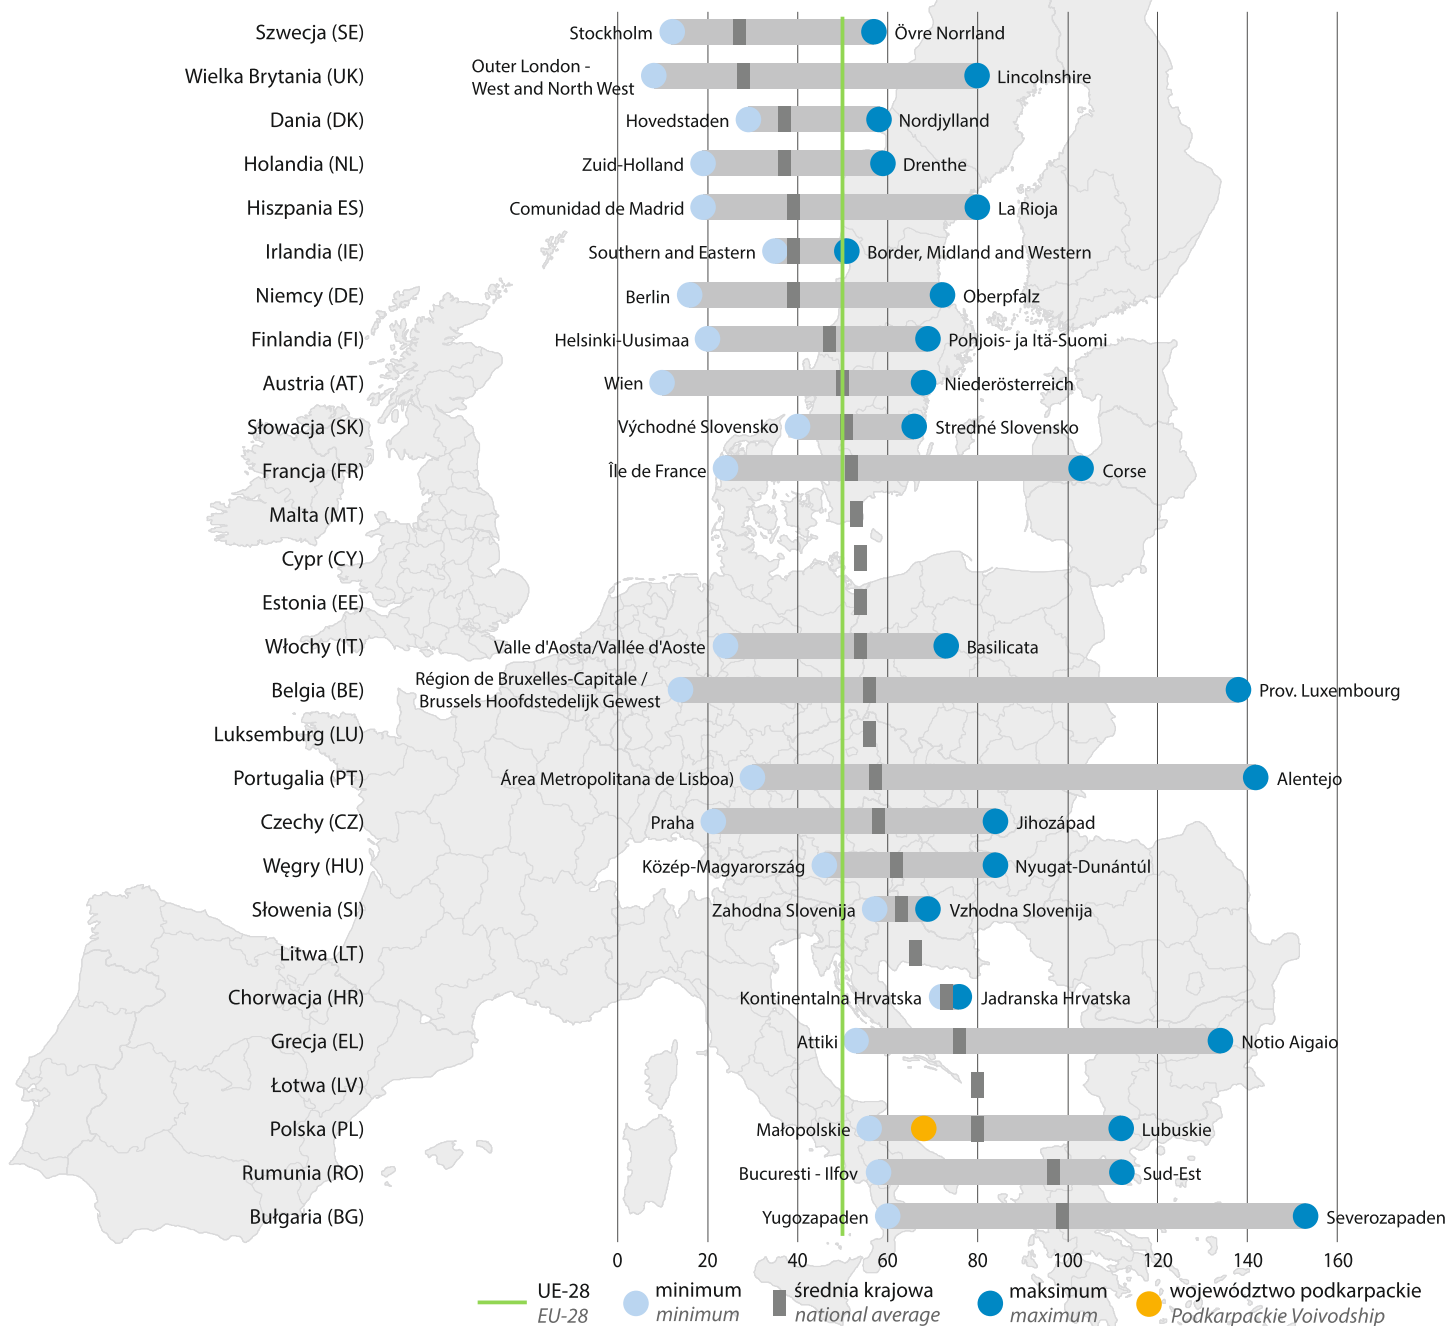 Szwecja (SE) Stockholm Övre Norrland
Wielka Brytania (UK) Outer London -
West and North West Lincolnshire
Dania (DK) Hovedstaden Nordjylland
Holandia (NL) Zuid-Holland Drenthe
Hiszpania ES) Comunidad de Madrid La Rioja
Irlandia (IE) Southern and Eastern Border, Midland and Western
Niemcy (DE) Berlin Oberpfalz
Finlandia (FI) Helsinki-Uusimaa Pohjois- ja Itä-Suomi
Austria (AT) Wien Niederösterreich
Słowacja (SK) Východné Slovensko Stredné Slovensko
Francja (FR) Île de France Corse
Malta (MT)
Cypr (CY)
Estonia (EE)
Włochy (IT) Valle d'Aosta/Vallée d'Aoste Basilicata
Belgia (BE) Région de Bruxelles-Capitale /
Brussels Hoofdstedelijk Gewest Prov. Luxembourg
Luksemburg (LU)
Portugalia (PT) Área Metropolitana de Lisboa) Alentejo
Czechy (CZ) Praha Jihozápad
Węgry (HU) Közép-Magyarország Nyugat-Dunántúl
Słowenia (SI) Zahodna Slovenija Vzhodna Slovenija
Litwa (LT)
Chorwacja (HR) Kontinentalna Hrvatska Jadranska Hrvatska
Grecja (EL) Attiki Notio Aigaio
Łotwa (LV)
Polska (PL) Małopolskie Lubuskie
Rumunia (RO) Bucuresti - Ilfov Sud-Est
Bułgaria (BG) Yugozapaden Severozapaden
0 20 40 60 80 100 120 140 160
UE-28 minimum średnia krajowa maksimum województwo podkarpackie
EU-28 minimum national average maximum Podkarpackie Voivodship